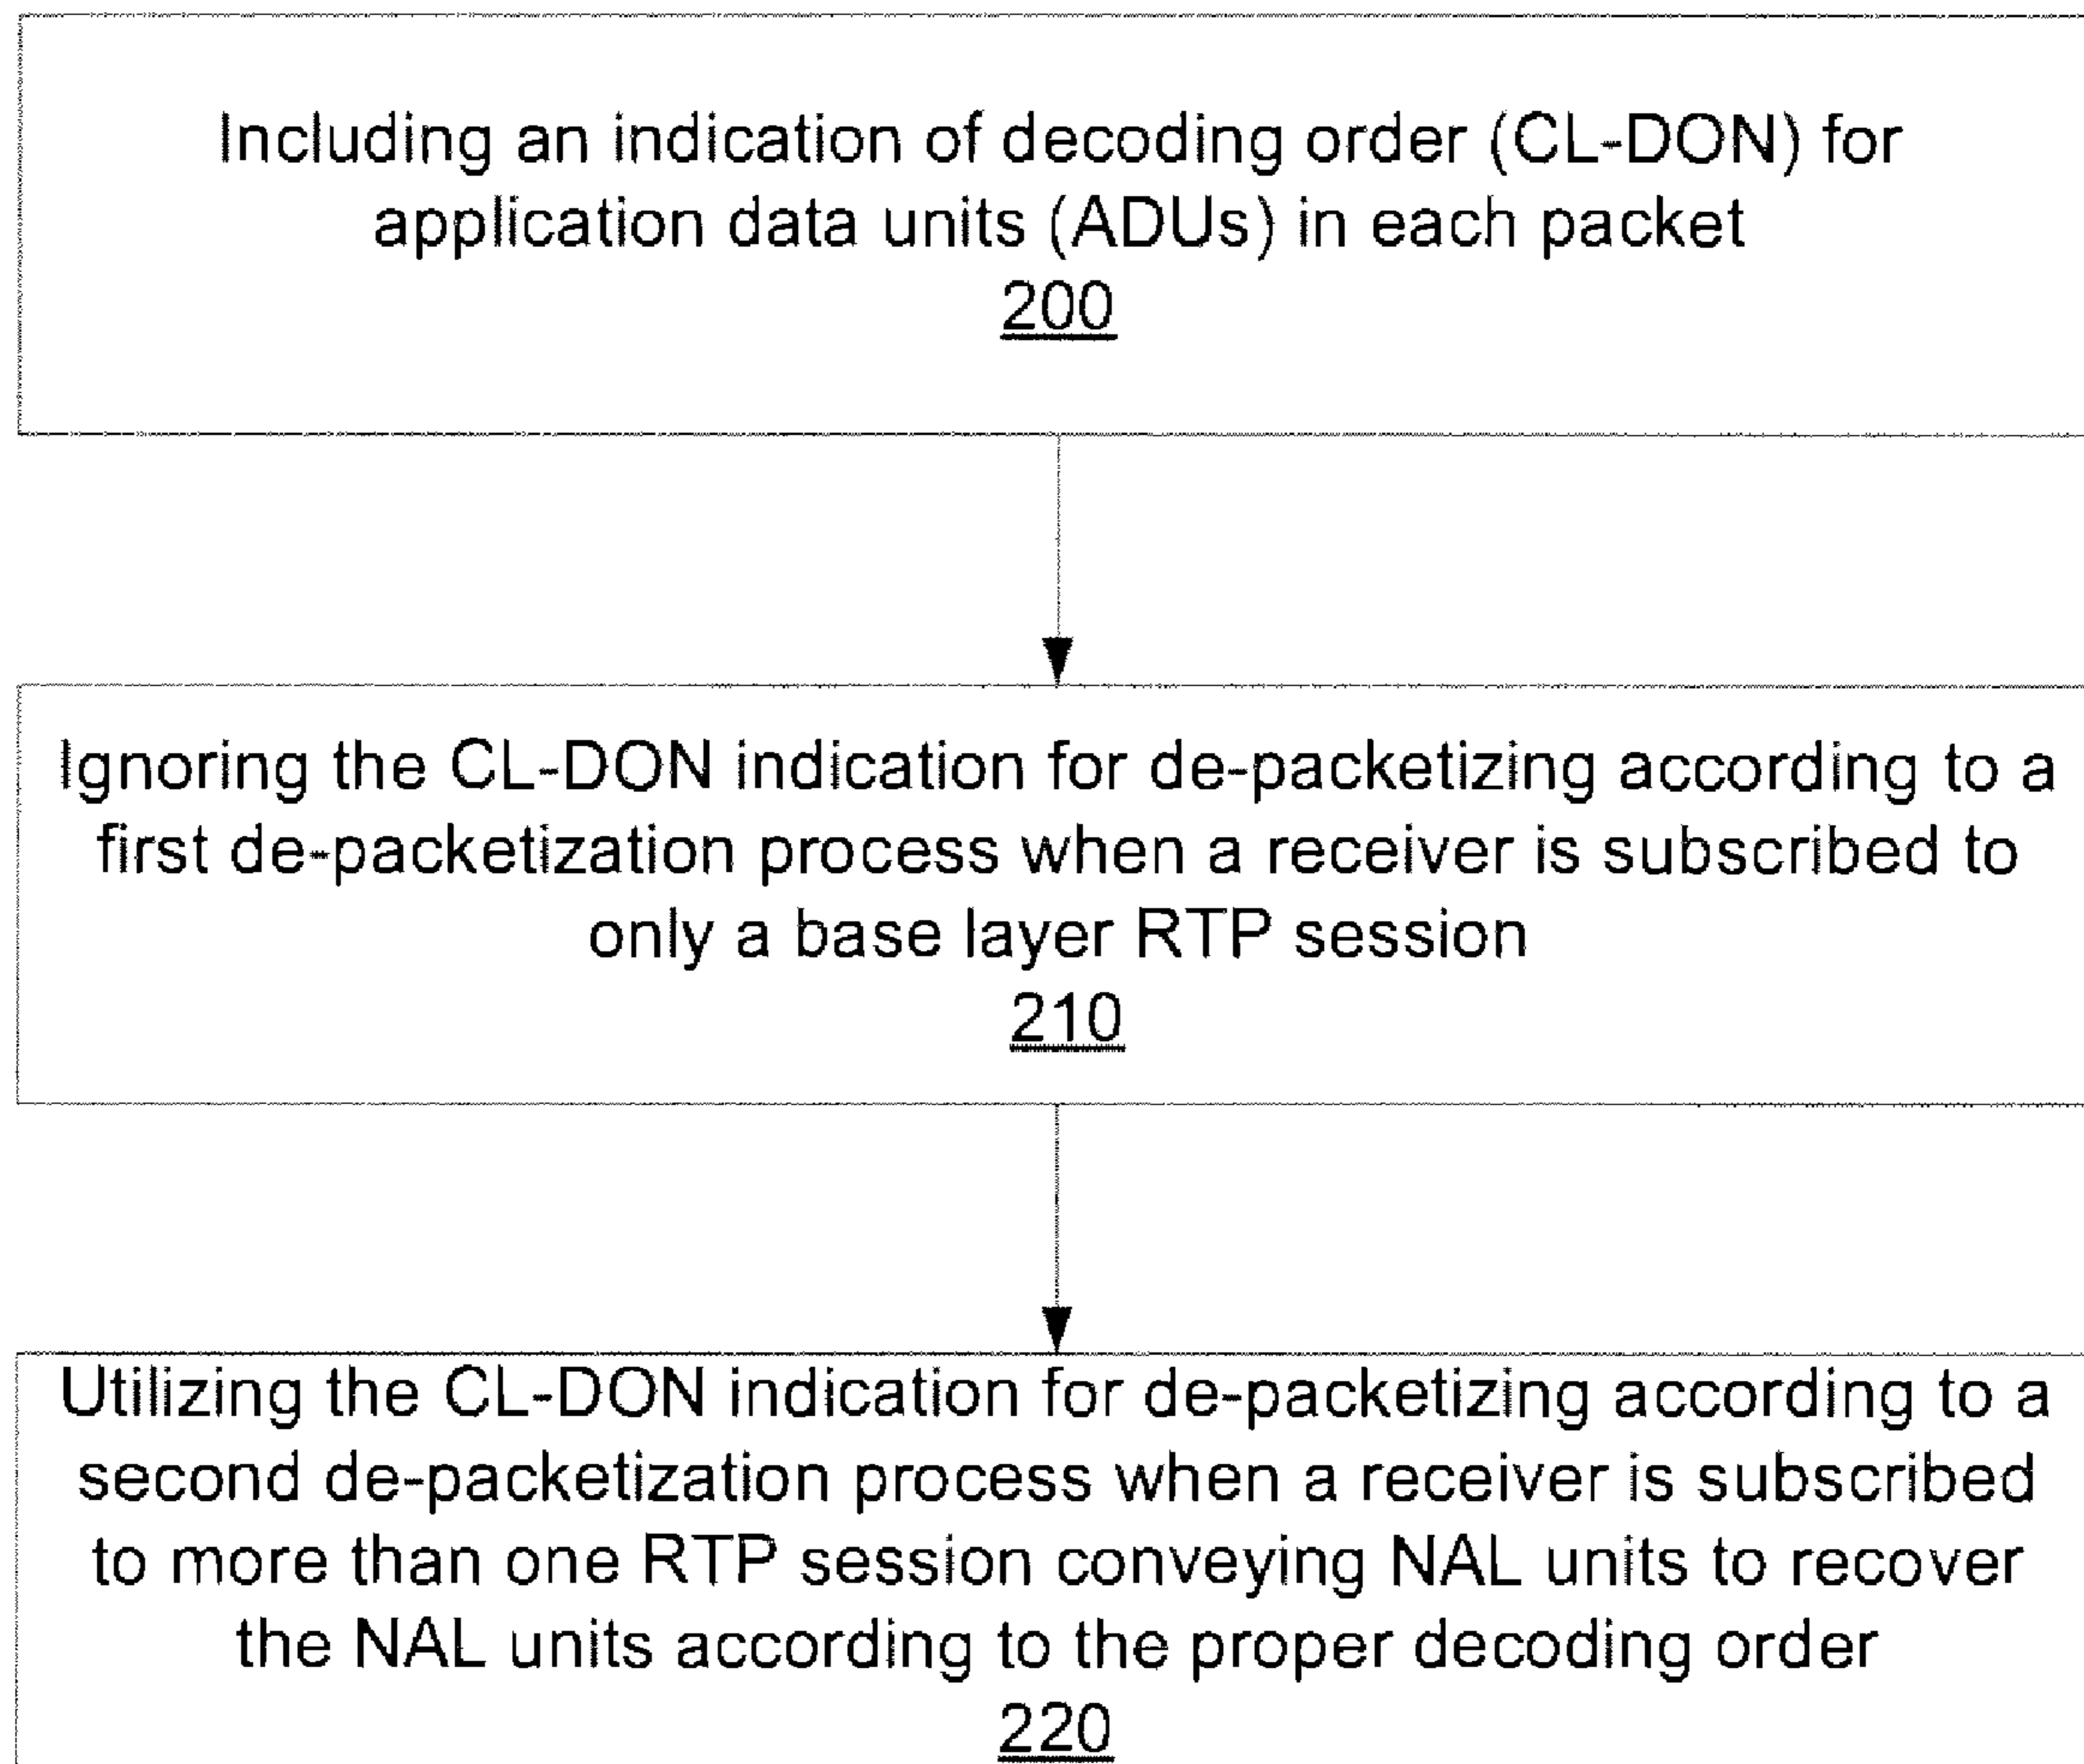 Including an indication of decoding order (CL-DON) for
application data units (ADUs) in each packet
200
Ignoring the CL-DON indication for de-packetizing according to a
first de-packetization process when a receiver is subscribed to
only a base layer RTP session
210
Utilizing the CL-DON indication for de-packetizing according to a
second de-packetization process when a receiver is subscribed
to more than one RTP session conveying NAL units to recover
the NAL units according to the proper decoding order
220